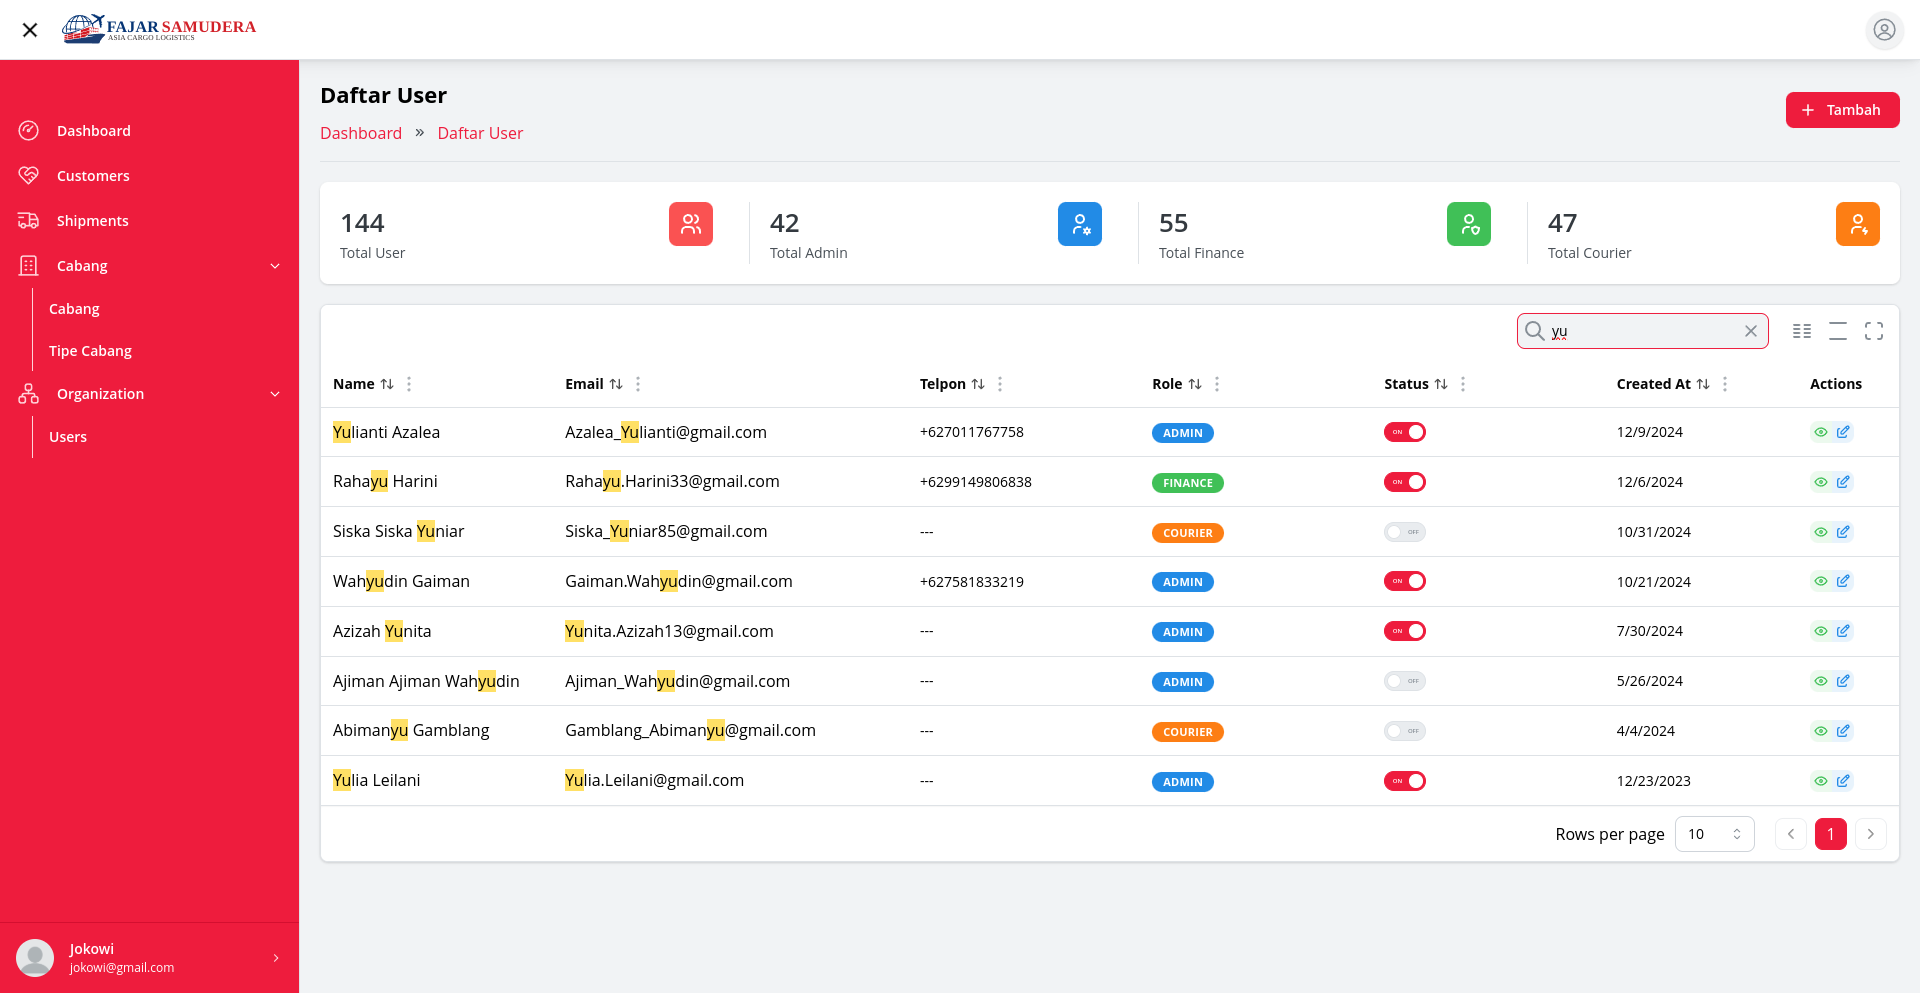 FAJAR SAMUDERA
ASIA CARGO LOGISTICS
Dashboard
Customers
Shipments
Cabang
Cabang
Tipe Cabang
Organization
Users
Jokowi
jokowi@gmail.com
Daftar User
Dashboard » Daftar User
+ Tambah
144
Total User
42
Total Admin
55
Total Finance
47
Total Courier
yu
Name Email Telpon Role Status Created At Actions
Yulianti Azalea Azalea_Yulianti@gmail.com +627011767758 ADMIN ON 12/9/2024
Rahayu Harini Rahayu.Harini33@gmail.com +6299149806838 FINANCE ON 12/6/2024
Siska Siska Yuniar Siska_Yuniar85@gmail.com --- COURIER OFF 10/31/2024
Wahyudin Gaiman Gaiman.Wahyudin@gmail.com +627581833219 ADMIN ON 10/21/2024
Azizah Yunita Yunita.Azizah13@gmail.com --- ADMIN ON 7/30/2024
Ajiman Ajiman Wahyudin Ajiman_Wahyudin@gmail.com --- ADMIN OFF 5/26/2024
Abimanyu Gamblang Gamblang_Abimanyu@gmail.com --- COURIER OFF 4/4/2024
Yulia Leilani Yulia.Leilani@gmail.com --- ADMIN ON 12/23/2023
Rows per page 10 1